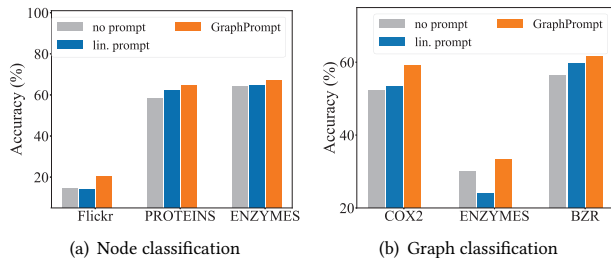 no prompt
GraphPrompt
lin. prompt
Accuracy (%)
100
80
60
40
20
Flickr
PROTEINS
ENZYMES
(a) Node classification
no prompt
GraphPrompt
lin. prompt
Accuracy (%)
60
40
20
COX2
ENZYMES
BZR
(b) Graph classification